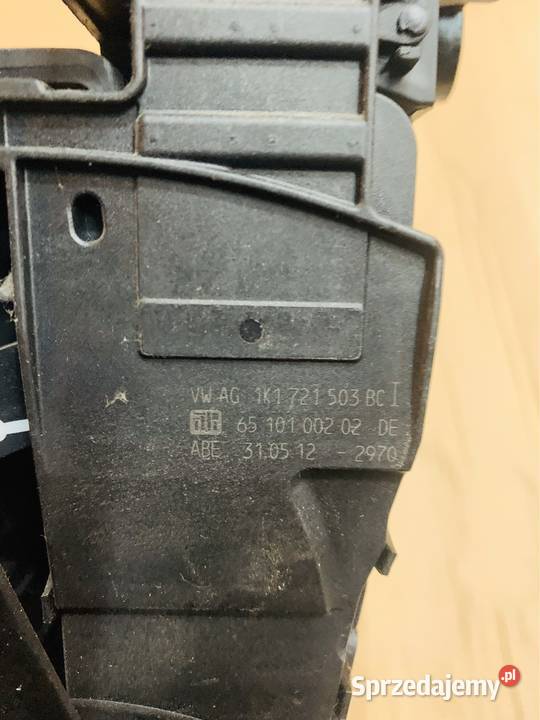 VW AG 1K1 721 503 BC I
65 101 002 02 DE
ABE 31.05 12 - 2970
Sprzedajemy.pl